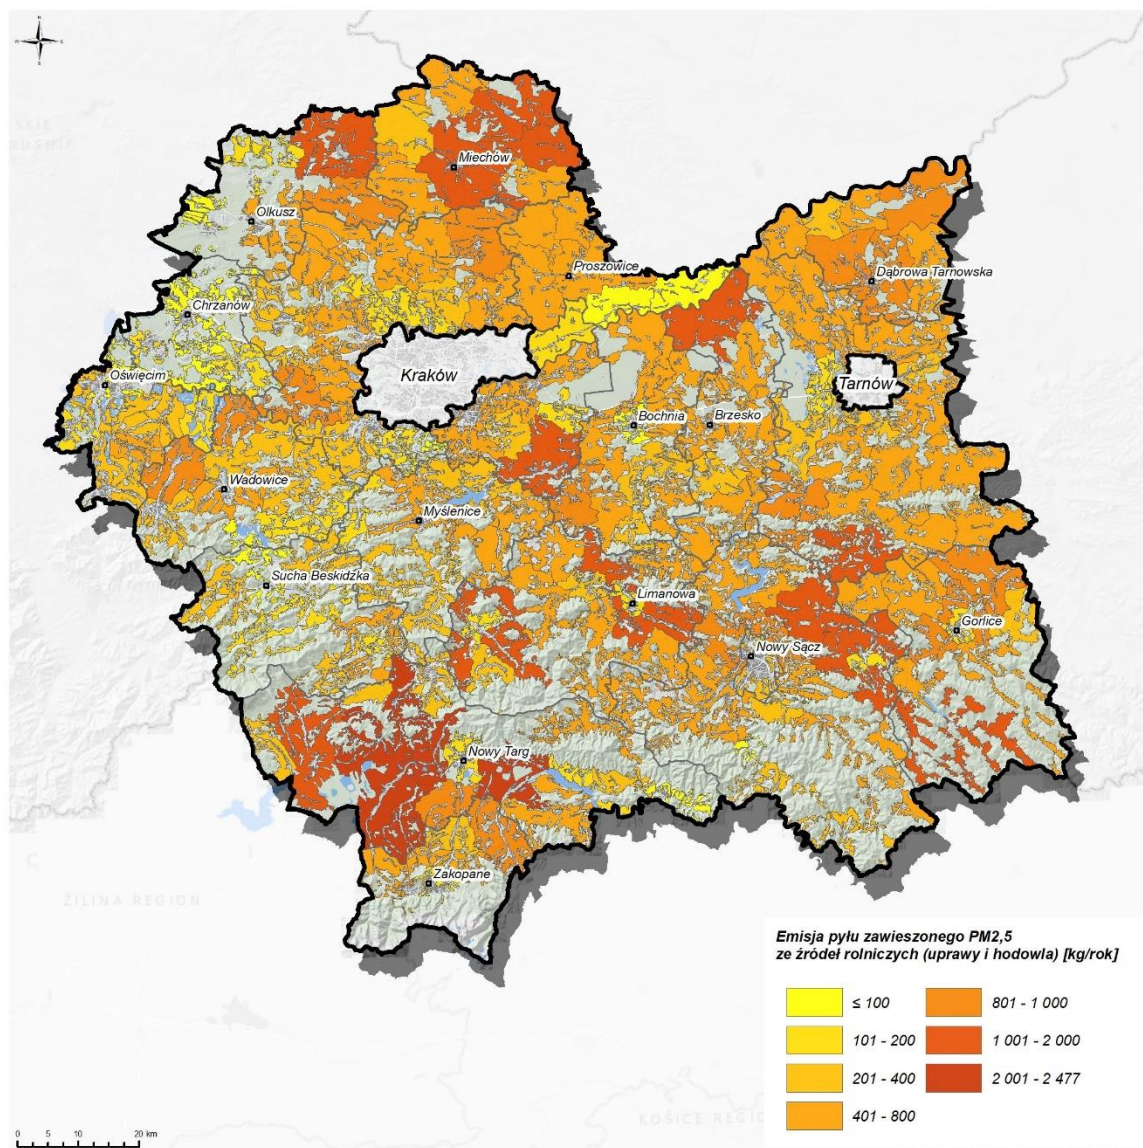 N
W E
S
SKIE
Miechów
Olkusz
Proszowice
Dąbrowa Tarnowska
Chrzanów
Oświęcim
Kraków
Tarnów
Bochnia
Brzesko
Wadowice
Myślenice
Sucha Beskidzka
Limanowa
Gorlice
Nowy Sącz
Nowy Targ
Zakopane
ŽILINA REGION
Emisja pyłu zawieszonego PM2,5
ze źródeł rolniczych (uprawy i hodowla) [kg/rok]
≤ 100
801 - 1 000
101 - 200
1 001 - 2 000
201 - 400
2 001 - 2 477
401 - 800
KOŠICE REGIO
0 5 10 20 km